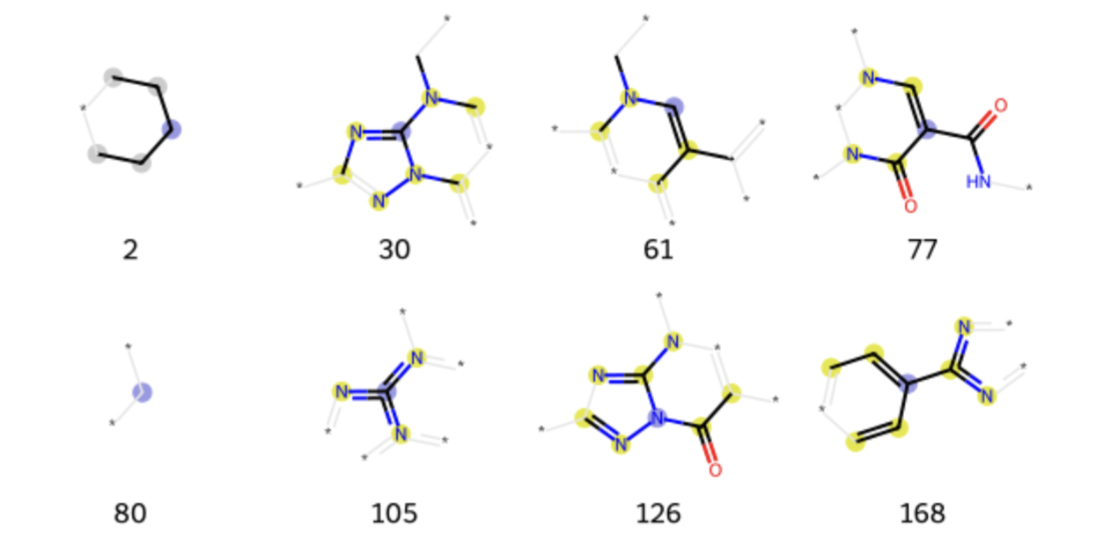 * 
* * * * N
N N N N N * *
* N * * N O
N N * HN *
* * * O
2 30 61 77
* * * N *
* N * N N *
N * * N
* * N * * *
* N * N
* * O
80 105 126 168